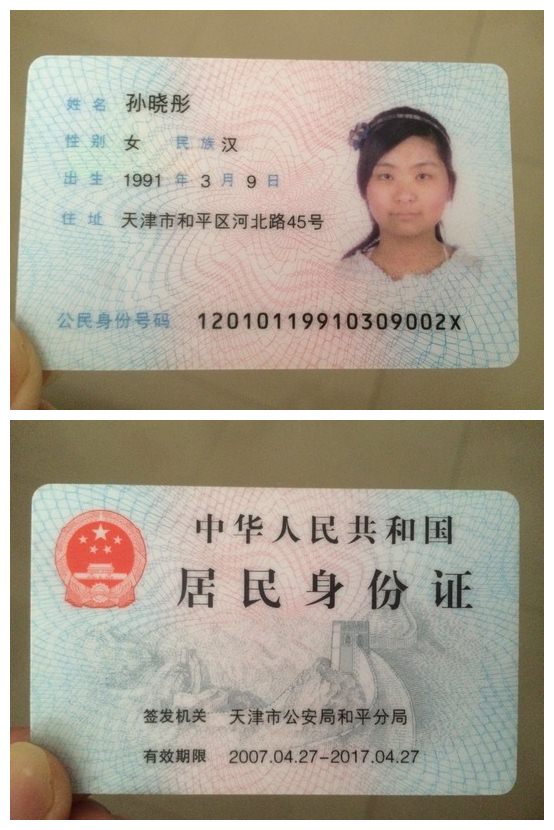 姓名 孙晓彤
性别 女 民族 汉
出生 1991 年 3 月 9 日
住址 天津市和平区河北路45号
公民身份号码 12010119910309002X
中华人民共和国
居民身份证
签发机关 天津市公安局和平分局
有效期限 2007.04.27-2017.04.27